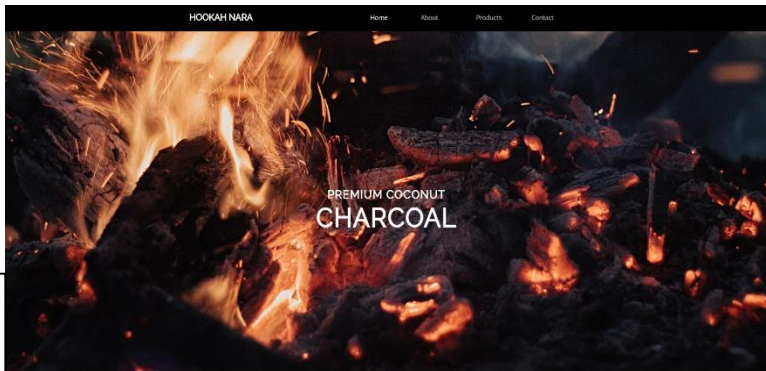 HOOKAH NARA
Home About Products Contact
PREMIUM COCONUT
CHARCOAL